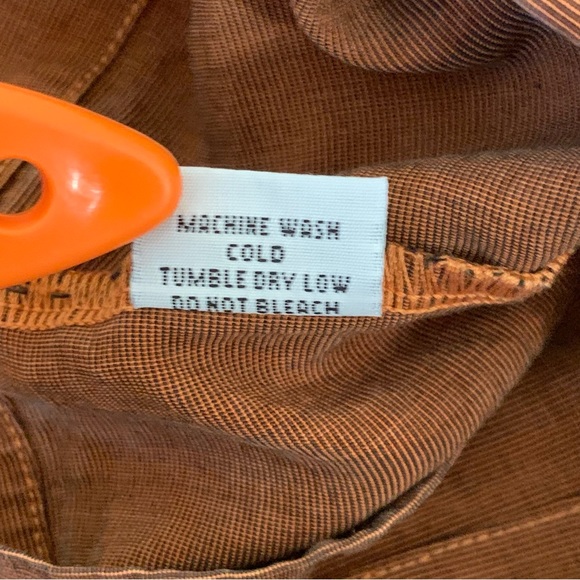 MACHINE WASH
COLD
TUMBLE DRY LOW
DO NOT BLEACH